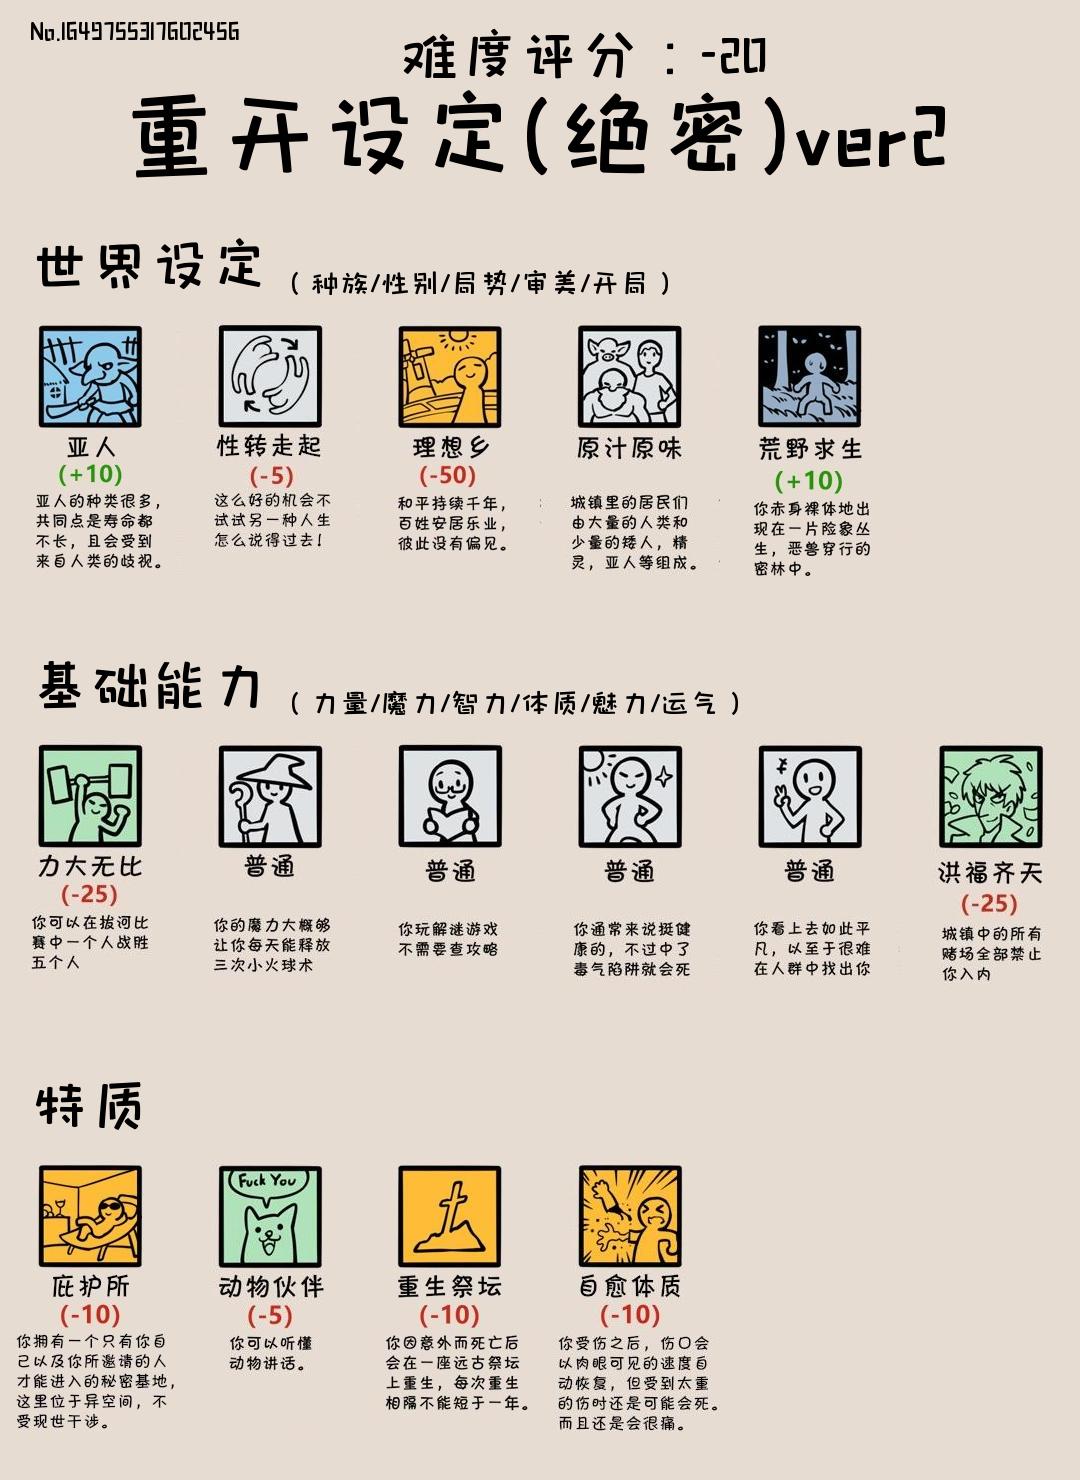 No.1649755317602456
难度评分：-20
重开设定(绝密)ver2
世界设定 (种族/性别/局势/审美/开局)
亚人
(+10)
亚人的种类很多，
共同点是寿命都
不长，且会受到
来自人类的歧视。
性转走起
(-5)
这么好的机会不
试试另一种人生
怎么说得过去！
理想乡
(-50)
和平持续千年，
百姓安居乐业，
彼此没有偏见。
原汁原味
城镇里的居民们
由大量的人类和
少量的矮人，精
灵，亚人等组成。
荒野求生
(+10)
你赤身裸体地出
现在一片险象丛
生，恶兽穿行的
密林中。
基础能力 (力量/魔力/智力/体质/魅力/运气)
力大无比
(-25)
你可以在拔河比
赛中一个人战胜
五个人
普通
你的魔力大概够
让你每天能释放
三次小火球术
普通
你玩解谜游戏
不需要查攻略
普通
你通常来说挺健
康的，不过中了
毒气陷阱就会死
普通
你看上去如此平
凡，以至于很难
在人群中找出你
洪福齐天
(-25)
城镇中的所有
赌场全部禁止
你入内
特质
庇护所
(-10)
你拥有一个只有你自
己以及你所邀请的人
才能进入的秘密基地，
这里位于异空间，不
受现世干涉。
Fuck You
动物伙伴
(-5)
你可以听懂
动物讲话。
重生祭坛
(-10)
你因意外而死亡后
会在一座远古祭坛
上重生，每次重生
相隔不能短于一年。
自愈体质
(-10)
你受伤之后，伤口会
以肉眼可见的速度自
动恢复，但受到太重
的伤时还是可能会死。
而且还是会很痛。